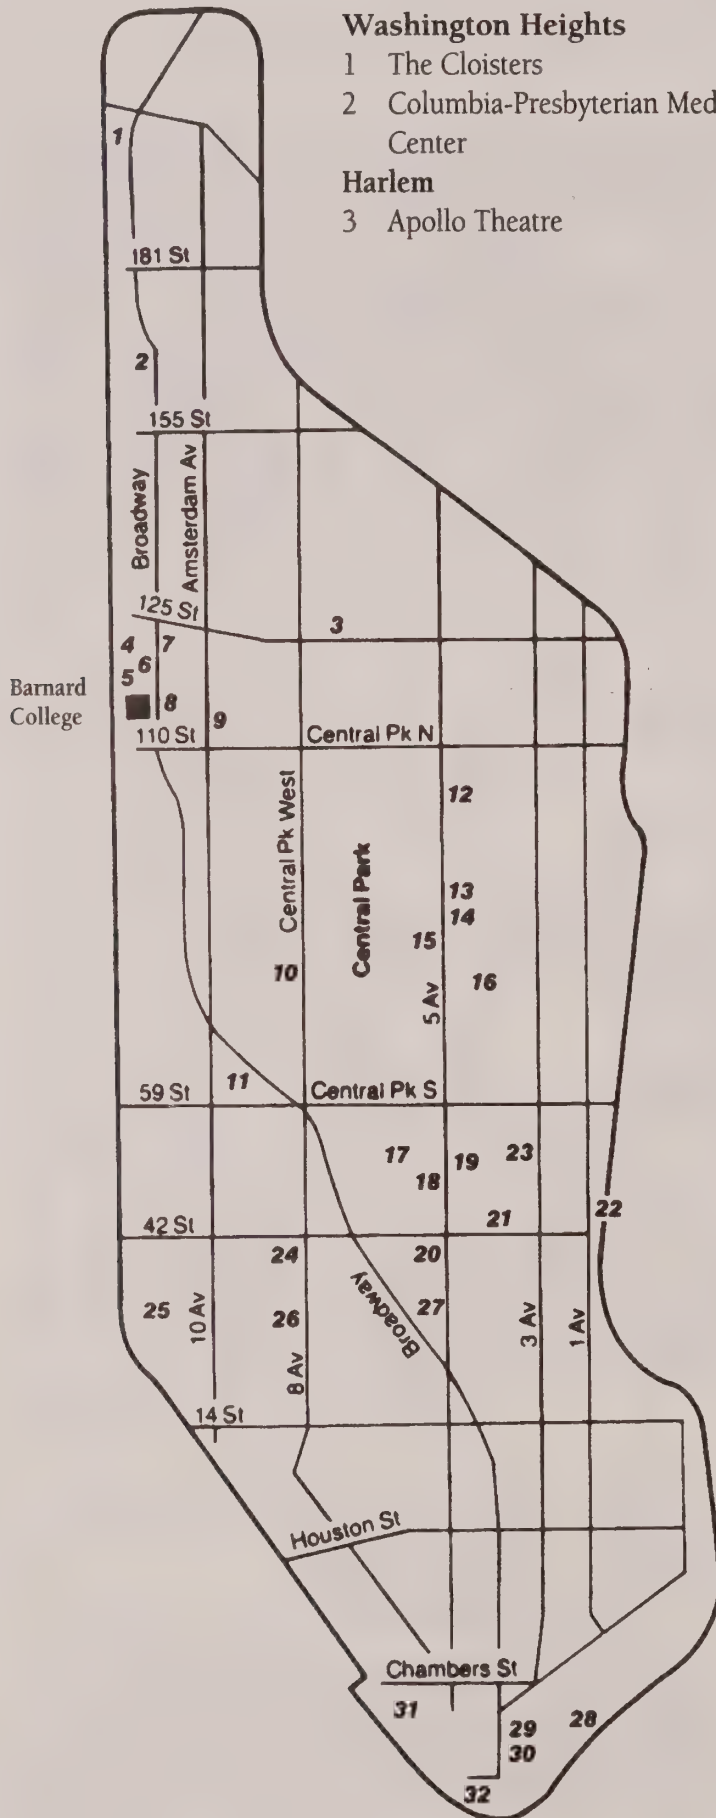 Washington Heights
1 The Cloisters
2 Columbia-Presbyterian Med
Center
Harlem
3 Apollo Theatre
1
181 St
2
155 St
Broadway
Amsterdam Av
125 St
3
4 7
6
5
Barnard
College
8
9
110 St
Central Pk N
Central Pk West
12
Central Park
13
14
15
10
16
5 Av
11
59 St
Central Pk S
17
19
23
18
22
21
42 St
24
20
Broadway
25
10 Av
26
27
3 Av
1 Av
8 Av
14 St
Houston St
Chambers St
31
29
28
30
32